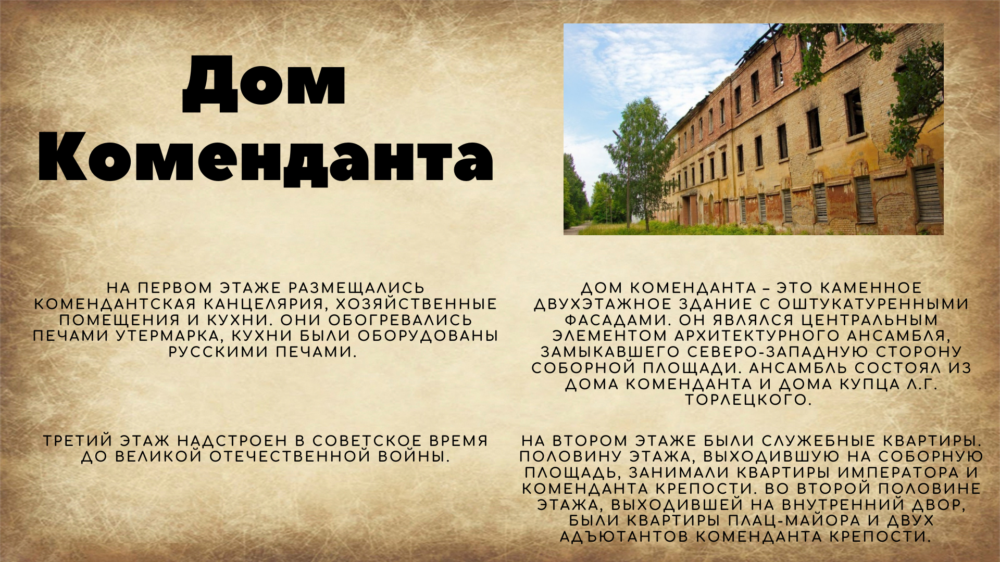 Дом
Коменданта
НА ПЕРВОМ ЭТАЖЕ РАЗМЕЩАЛИСЬ
КОМЕНДАНТСКАЯ КАНЦЕЛЯРИЯ, ХОЗЯЙСТВЕННЫЕ
ПОМЕЩЕНИЯ И КУХНИ. ОНИ ОБОГРЕВАЛИСЬ
ПЕЧАМИ УТЕРМАРКА, КУХНИ БЫЛИ ОБОРУДОВАНЫ
РУССКИМИ ПЕЧАМИ.
ДОМ КОМЕНДАНТА – ЭТО КАМЕННОЕ
ДВУХЭТАЖНОЕ ЗДАНИЕ С ОШТУКАТУРЕННЫМИ
ФАСАДАМИ. ОН ЯВЛЯЛСЯ ЦЕНТРАЛЬНЫМ
ЭЛЕМЕНТОМ АРХИТЕКТУРНОГО АНСАМБЛЯ,
ЗАМЫКАВШЕГО СЕВЕРО-ЗАПАДНУЮ СТОРОНУ
СОБОРНОЙ ПЛОЩАДИ. АНСАМБЛЬ СОСТОЯЛ ИЗ
ДОМА КОМЕНДАНТА И ДОМА КУПЦА Л.Г.
ТОРЛЕЦКОГО.
ТРЕТИЙ ЭТАЖ НАДСТРОЕН В СОВЕТСКОЕ ВРЕМЯ
ДО ВЕЛИКОЙ ОТЕЧЕСТВЕННОЙ ВОЙНЫ.
НА ВТОРОМ ЭТАЖЕ БЫЛИ СЛУЖЕБНЫЕ КВАРТИРЫ.
ПОЛОВИНУ ЭТАЖА, ВЫХОДИВШУЮ НА СОБОРНУЮ
ПЛОЩАДЬ, ЗАНИМАЛИ КВАРТИРЫ ИМПЕРАТОРА И
КОМЕНДАНТА КРЕПОСТИ. ВО ВТОРОЙ ПОЛОВИНЕ
ЭТАЖА, ВЫХОДИВШЕЙ НА ВНУТРЕННИЙ ДВОР,
БЫЛИ КВАРТИРЫ ПЛАЦ-МАЙОРА И ДВУХ
АДЪЮТАНТОВ КОМЕНДАНТА КРЕПОСТИ.